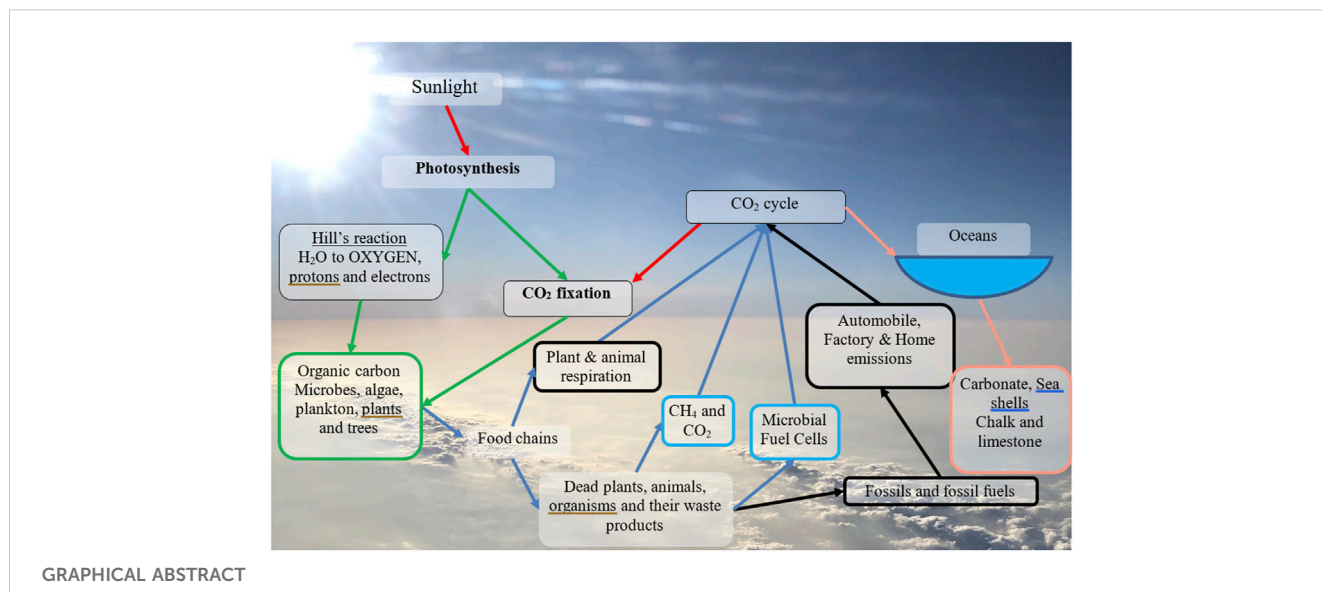 Sunlight
Photosynthesis
CO₂ cycle
Oceans
Hill's reaction
H₂O to OXYGEN,
protons and electrons
CO₂ fixation
Automobile,
Factory & Home
emissions
Plant & animal
respiration
Organic carbon
Microbes, algae,
plankton, plants
and trees
Carbonate, Sea
shells
Chalk and
limestone
CH₄ and
CO₂
Microbial
Fuel Cells
Food chains
Dead plants, animals,
organisms and their waste
products
Fossils and fossil fuels
GRAPHICAL ABSTRACT